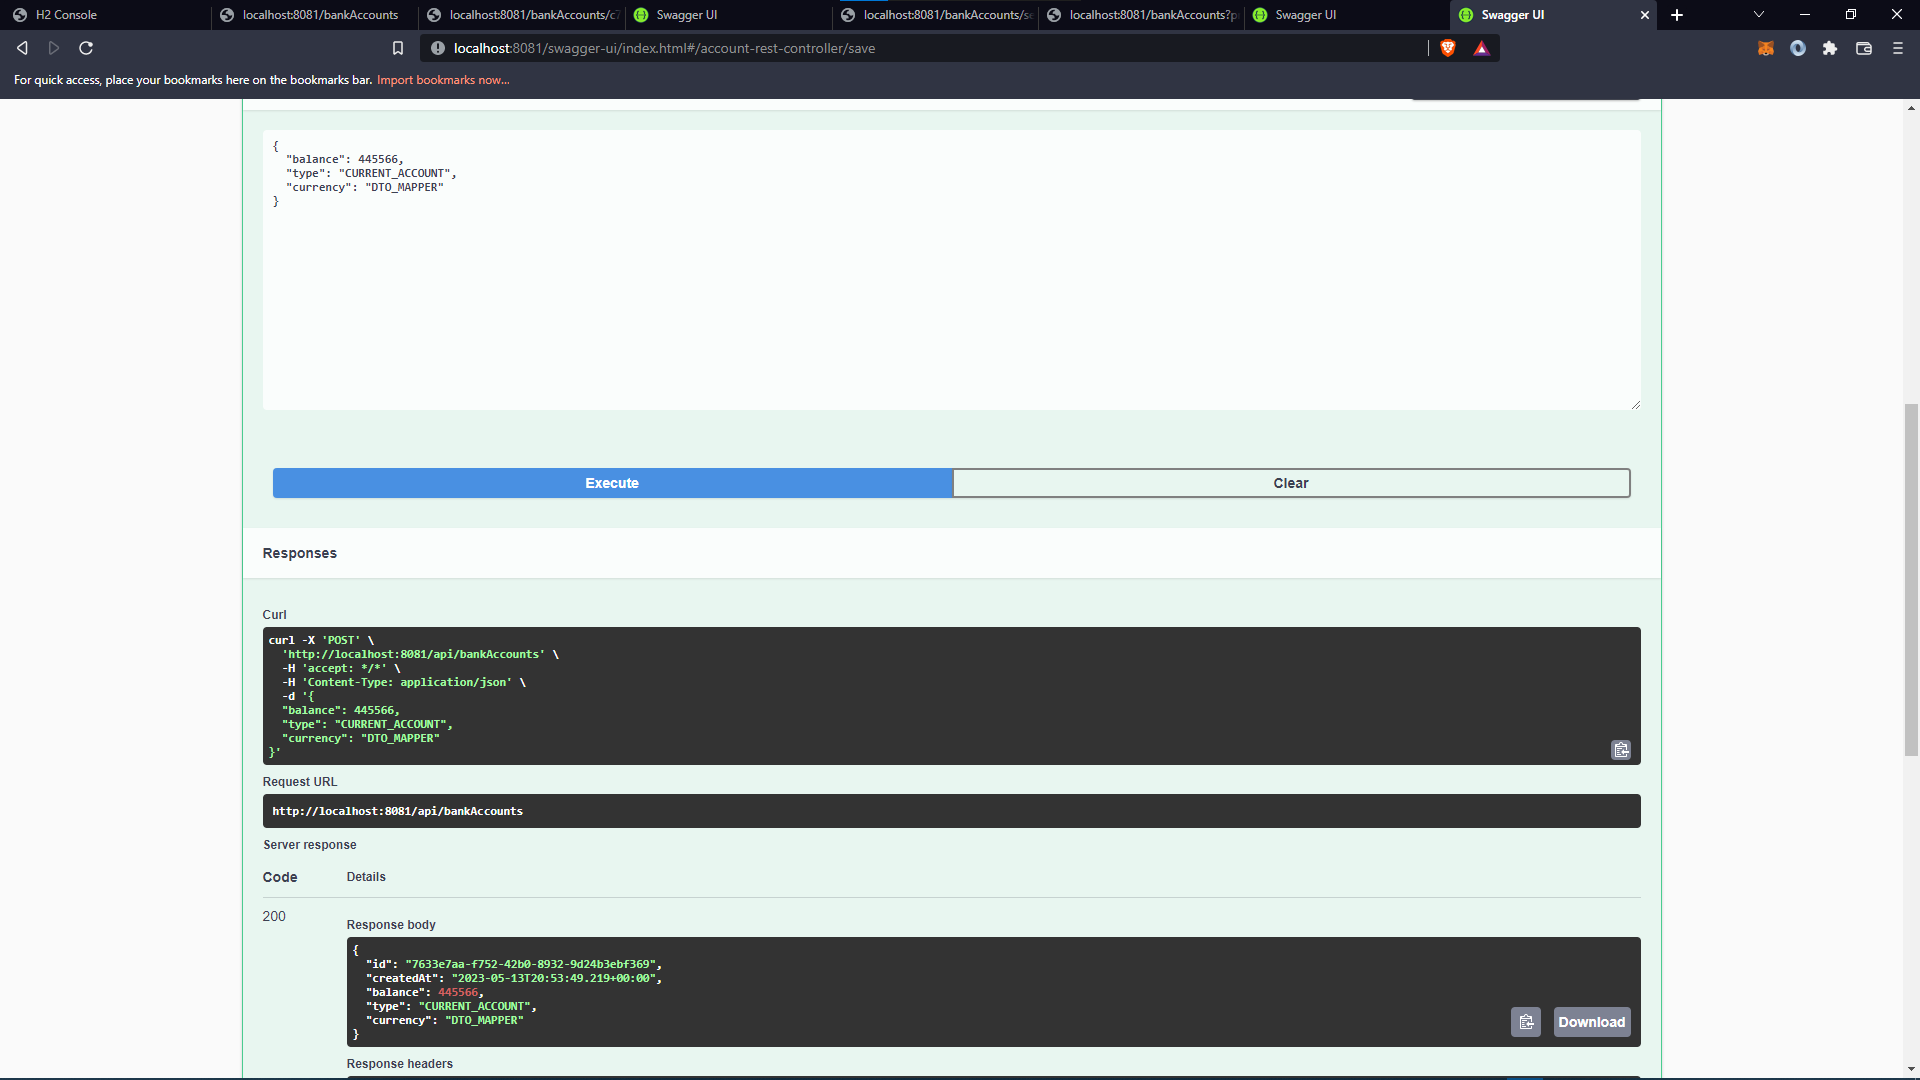 H2 Console
localhost:8081/bankAccounts
localhost:8081/bankAccounts/c7
Swagger UI
localhost:8081/bankAccounts/se
localhost:8081/bankAccounts?p
Swagger UI
Swagger UI
localhost:8081/swagger-ui/index.html#/account-rest-controller/save
For quick access, place your bookmarks here on the bookmarks bar. Import bookmarks now...
{
"balance": 445566,
"type": "CURRENT_ACCOUNT",
"currency": "DTO_MAPPER"
}
Execute
Clear
Responses
Curl
curl -X 'POST' \
'http://localhost:8081/api/bankAccounts' \
-H 'accept: */*' \
-H 'Content-Type: application/json' \
-d '{
"balance": 445566,
"type": "CURRENT_ACCOUNT",
"currency": "DTO_MAPPER"
}'
Request URL
http://localhost:8081/api/bankAccounts
Server response
Code Details
200
Response body
{
"id": "7633e7aa-f752-42b0-8932-9d24b3ebf369",
"createdAt": "2023-05-13T20:53:49.219+00:00",
"balance": 445566,
"type": "CURRENT_ACCOUNT",
"currency": "DTO_MAPPER"
}
Download
Response headers